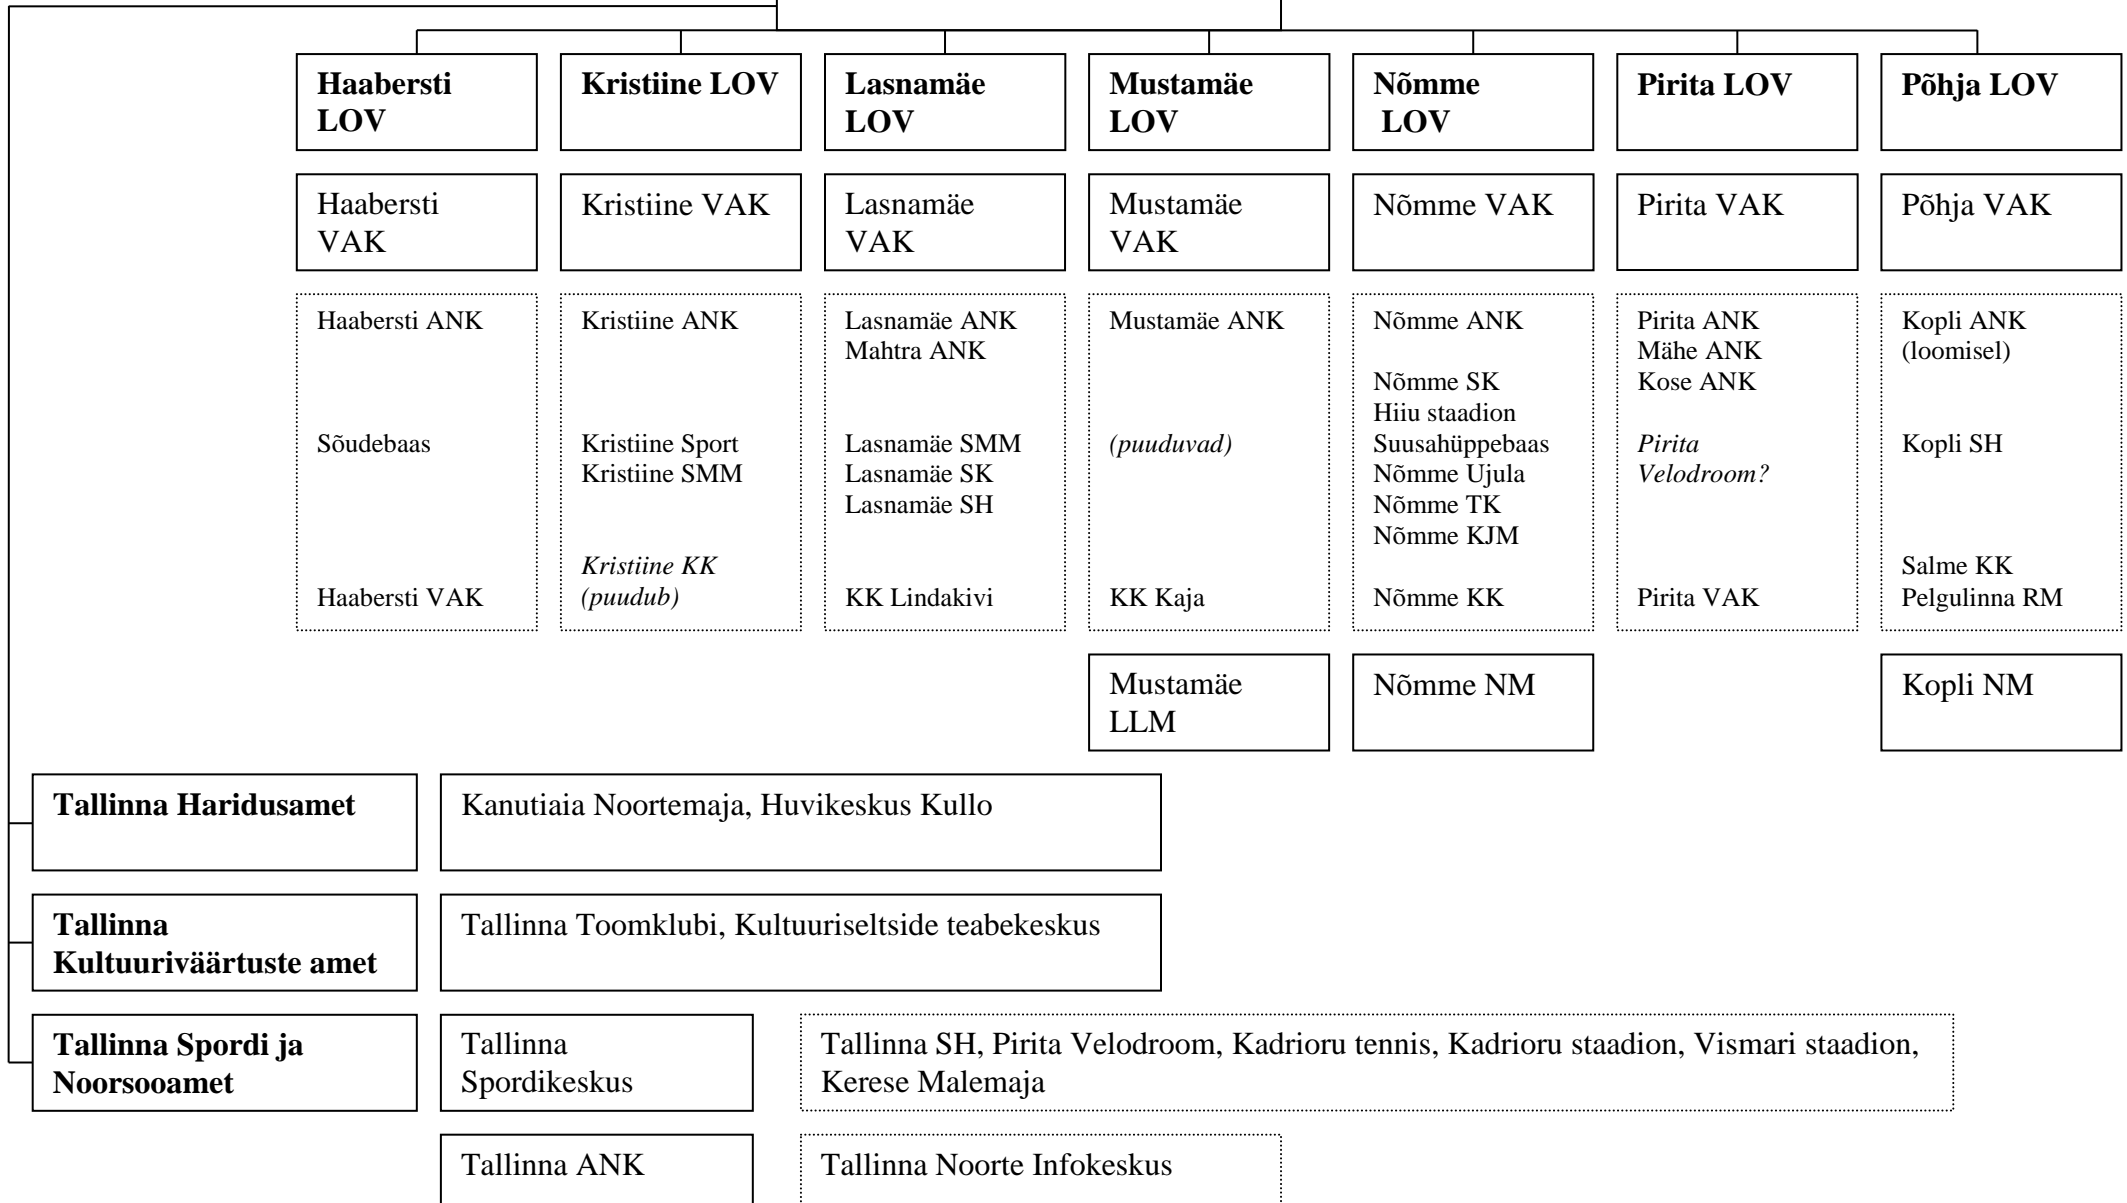 Haabersti
LOV
Kristiine LOV
Lasnamäe
LOV
Mustamäe
LOV
Nõmme
LOV
Pirita LOV
Põhja LOV
Haabersti
VAK
Kristiine VAK
Lasnamäe
VAK
Mustamäe
VAK
Nõmme VAK
Pirita VAK
Põhja VAK
Haabersti ANK
Sõudebaas
Haabersti VAK
Kristiine ANK
Kristiine Sport
Kristiine SMM
Kristiine KK
(puudub)
Lasnamäe ANK
Mahtra ANK
Lasnamäe SMM
Lasnamäe SK
Lasnamäe SH
KK Lindakivi
Mustamäe ANK
(puuduvad)
KK Kaja
Nõmme ANK
Nõmme SK
Hiiu staadion
Suusahüppebaas
Nõmme Ujula
Nõmme TK
Nõmme KJM
Nõmme KK
Pirita ANK
Mähe ANK
Kose ANK
Pirita
Velodroom?
Pirita VAK
Kopli ANK
(loomisel)
Kopli SH
Salme KK
Pelgulinna RM
Mustamäe
LLM
Nõmme NM
Kopli NM
Tallinna Haridusamet
Kanutiaia Noortemaja, Huvikeskus Kullo
Tallinna
Kultuuriväärtuste amet
Tallinna Toomklubi, Kultuuriseltside teabekeskus
Tallinna Spordi ja
Noorsooamet
Tallinna
Spordikeskus
Tallinna SH, Pirita Velodroom, Kadrioru tennis, Kadrioru staadion, Vismari staadion,
Kerese Malemaja
Tallinna ANK
Tallinna Noorte Infokeskus